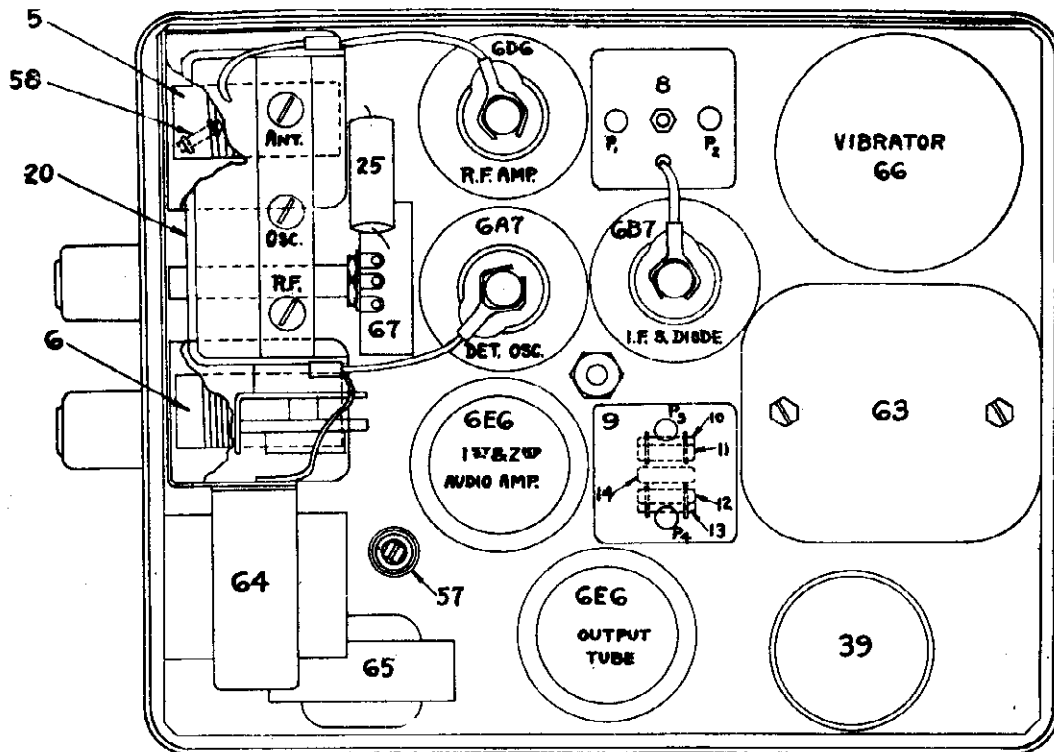 5
58
20
6
ANT.
OSC.
R.F.
25
67
6D6
R.F. AMP.
6A7
DET. OSC.
8
P1
P2
6B7
I.F. & DIODE
VIBRATOR
66
63
6E6
1ST & 2ND
AUDIO AMP.
9
P3
10
11
14
12
13
P4
64
65
57
6E6
OUTPUT
TUBE
39